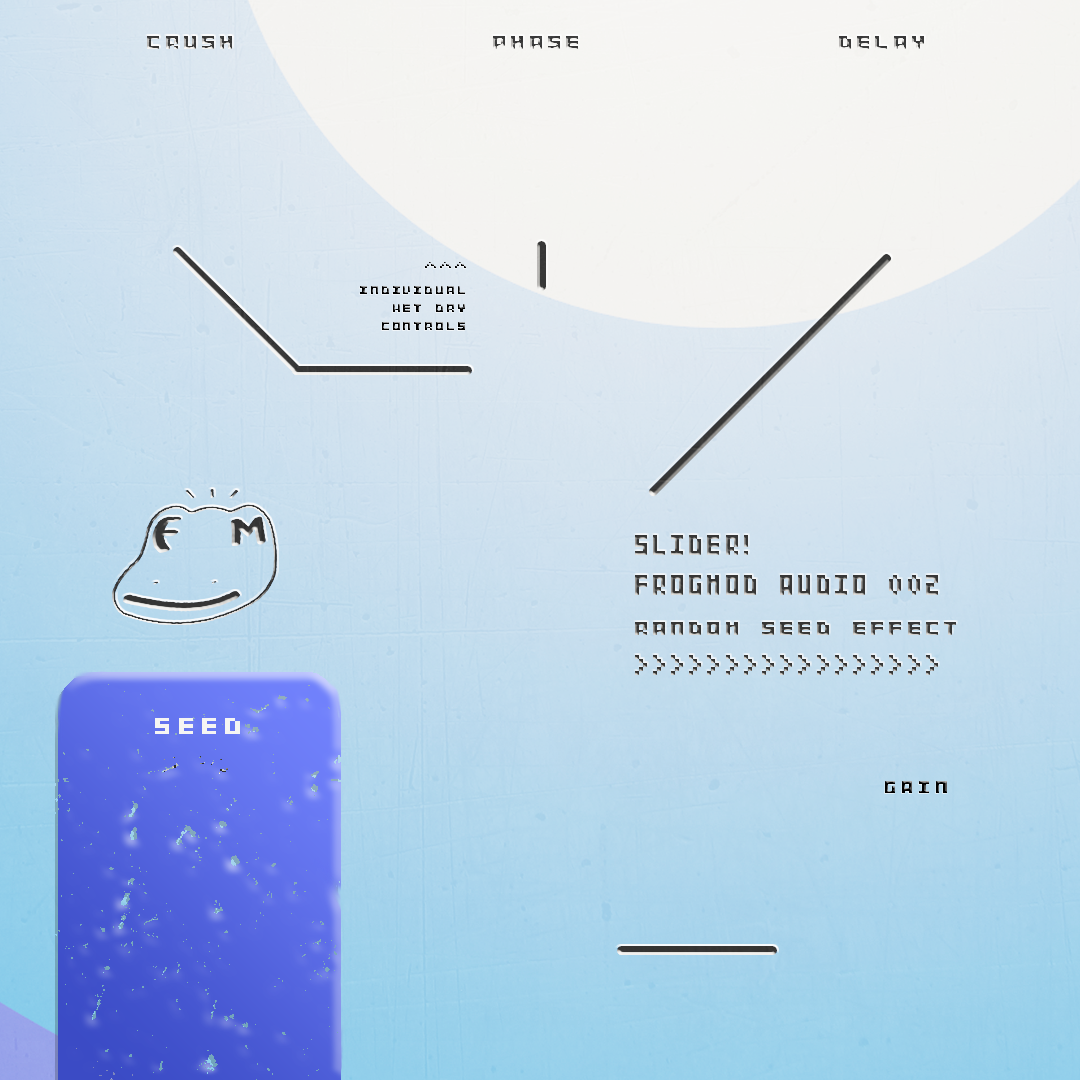 CRUSH
PHASE
DELAY
^^^
INDIVIDUAL
WET DRY
CONTROLS
F M
SLIDER!
FROGMOD AUDIO 002
RANDOM SEED EFFECT
>>>>>>>>>>>>>>>>>
SEED
GAIN